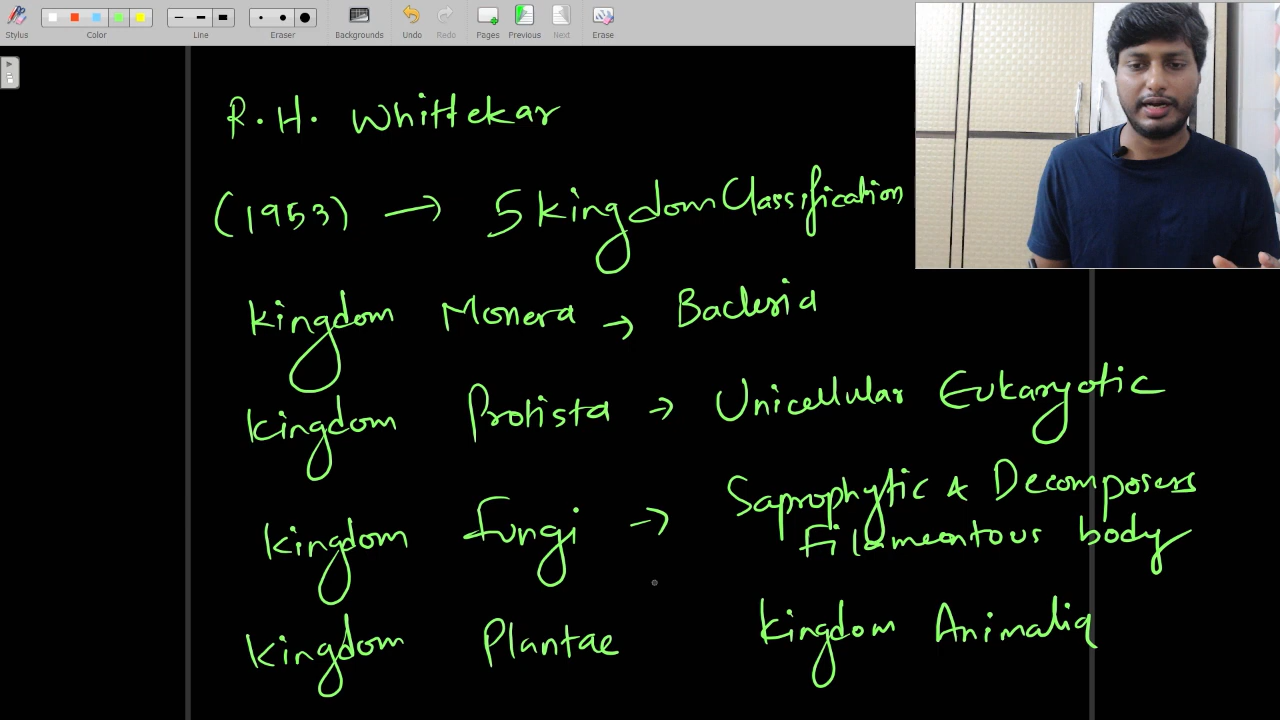 Stylus Color Line Eraser Backgrounds Undo Redo Pages Previous Next Erase
R. H. Whittekar
(1953) → 5 kingdom Classification
kingdom Monera → Bacteria
kingdom Protista → Unicellular Eukaryotic
kingdom fungi → Saprophytic & Decomposers
filameantous body
kingdom Plantae kingdom Animalia